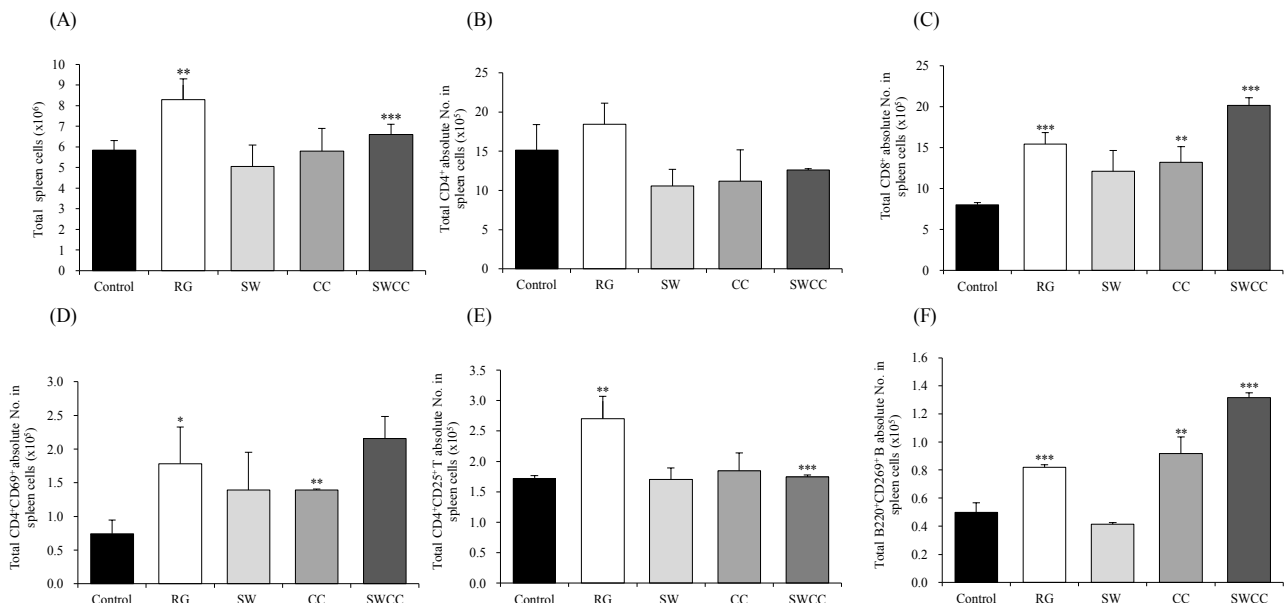 (A)
Total spleen cells (x10⁶)
10
9
8
7
6
5
4
3
2
1
0
**
***
Control RG SW CC SWCC
(B)
Total CD4⁺ absolute No. in
spleen cells (x10⁵)
25
20
15
10
5
0
Control RG SW CC SWCC
(C)
Total CD8⁺ absolute No. in
spleen cells (x10⁵)
25
20
15
10
5
0
***
**
***
Control RG SW CC SWCC
(D)
Total CD4⁺CD69⁺ absolute No. in
spleen cells (x10⁵)
3.0
2.5
2.0
1.5
1.0
0.5
0.0
*
**
Control RG SW CC SWCC
(E)
Total CD4⁺CD25⁺T absolute No. in
spleen cells (x10⁵)
3.5
3.0
2.5
2.0
1.5
1.0
0.5
0.0
**
***
Control RG SW CC SWCC
(F)
Total B220⁺CD269⁺B absolute No. in
spleen cells (x10⁵)
1.6
1.4
1.2
1.0
0.8
0.6
0.4
0.2
0.0
***
**
***
Control RG SW CC SWCC